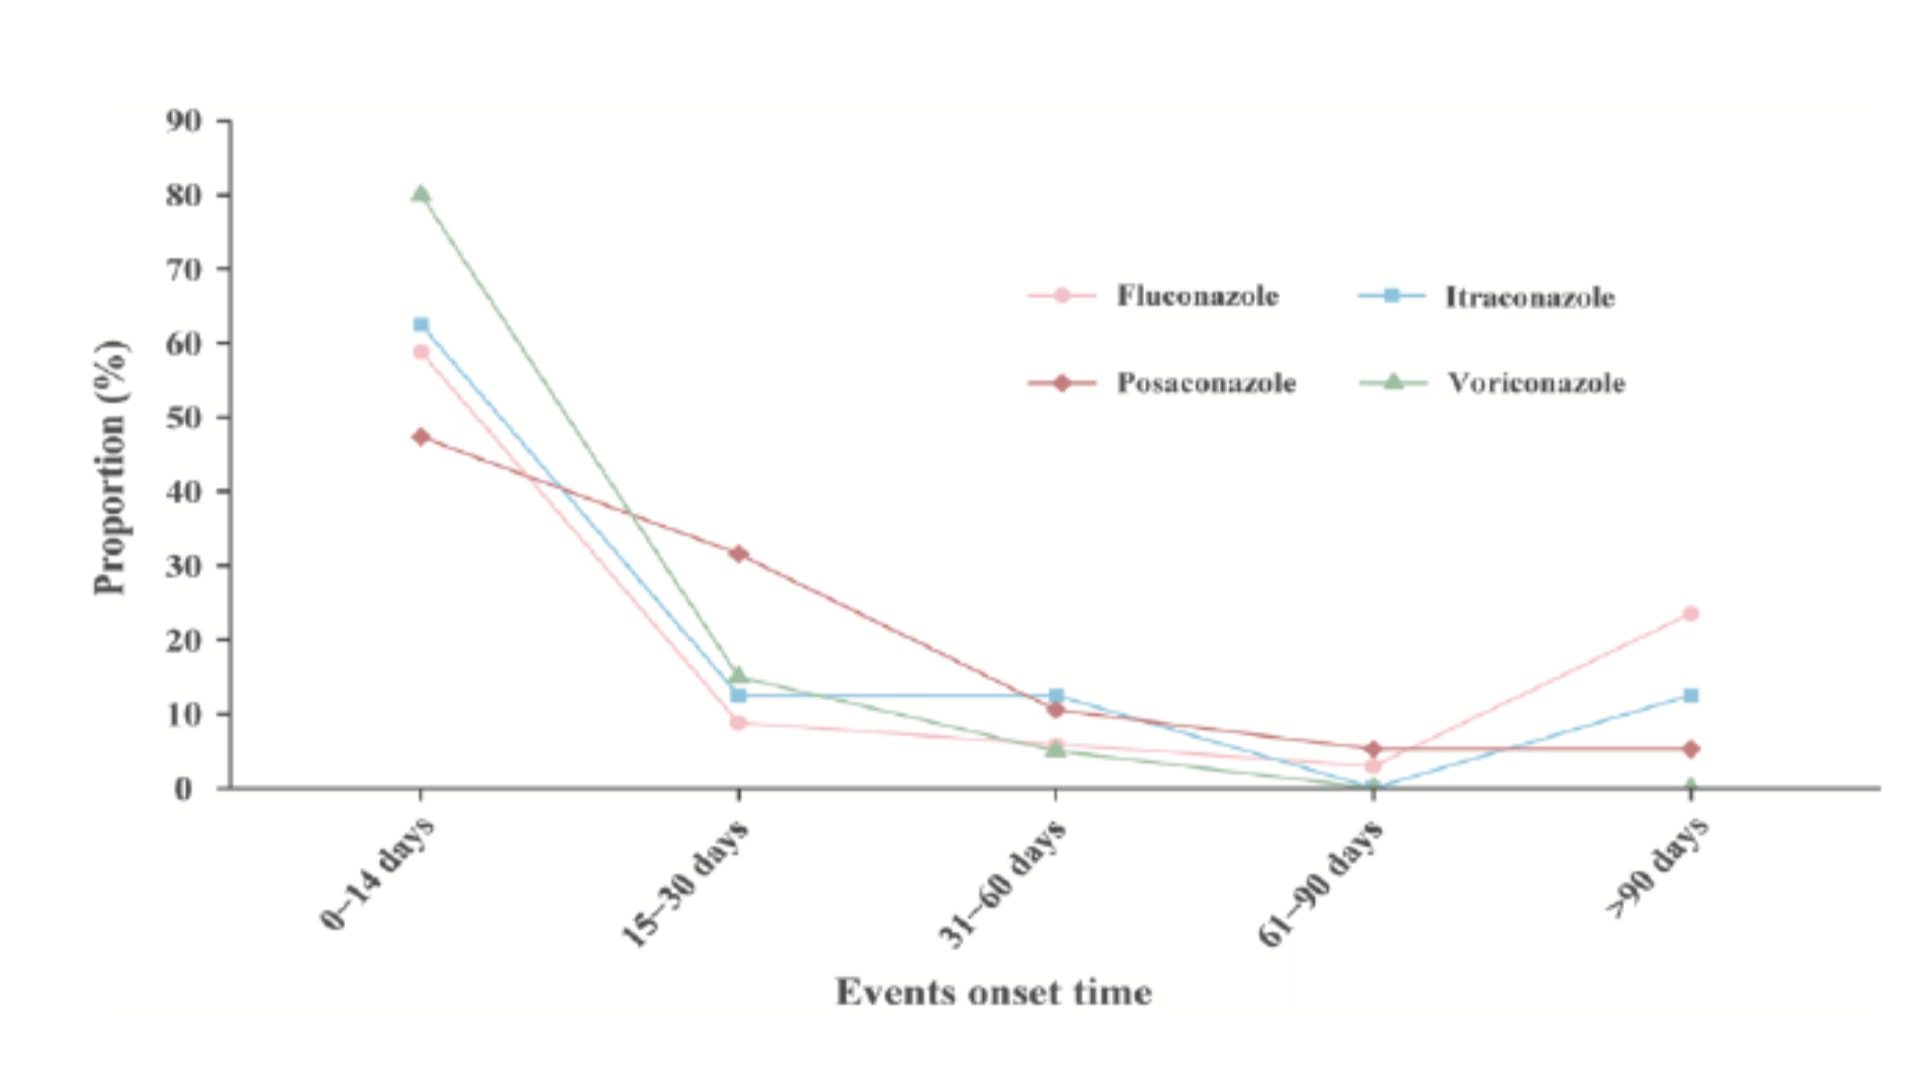 90
80
70
60
50
40
30
20
10
0
Proportion (%)
Fluconazole
Itraconazole
Posaconazole
Voriconazole
0–14 days
15–30 days
31–60 days
61–90 days
>90 days
Events onset time